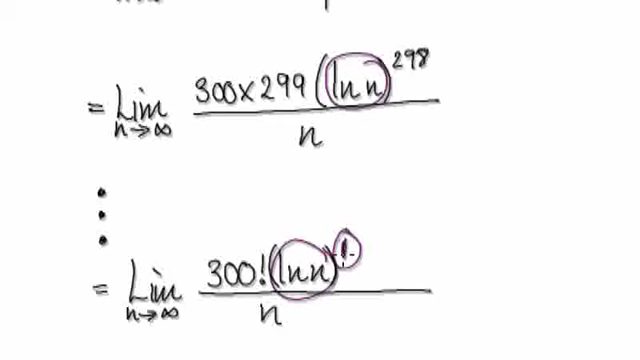 = Lim n→∞ 300×299 (ln n)^298 / n
⋮
= Lim n→∞ 300! (ln n)^1 / n